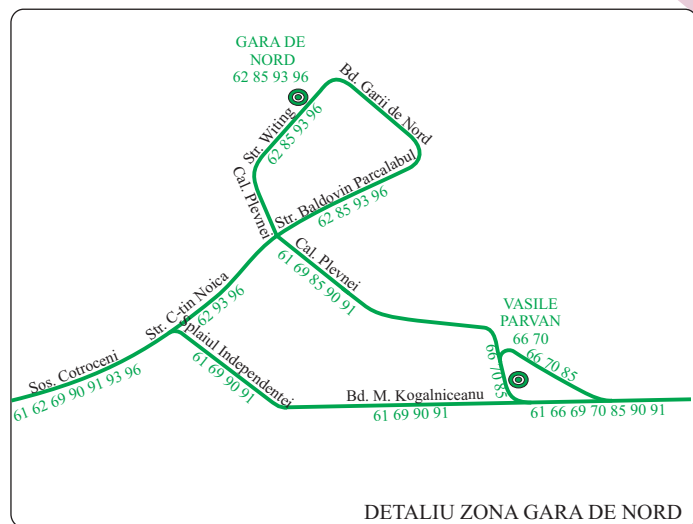 GARA DE
NORD
62 85 93 96
Bd. Garii de Nord
Str. Witing
62 85 93 96
Cal. Plevnei
Str. Baldovin Parcalabul
62 85 93 96
Cal. Plevnei
61 69 85 90 91
Str. C-tin Noica
62 93 96
VASILE
PARVAN
66 70
66 70 85
66 70 85
Splaiul Independentei
61 69 90 91
Sos. Cotroceni
61 62 69 90 91 93 96
Bd. M. Kogalniceanu
61 69 90 91
61 66 69 70 85 90 91
DETALIU ZONA GARA DE NORD